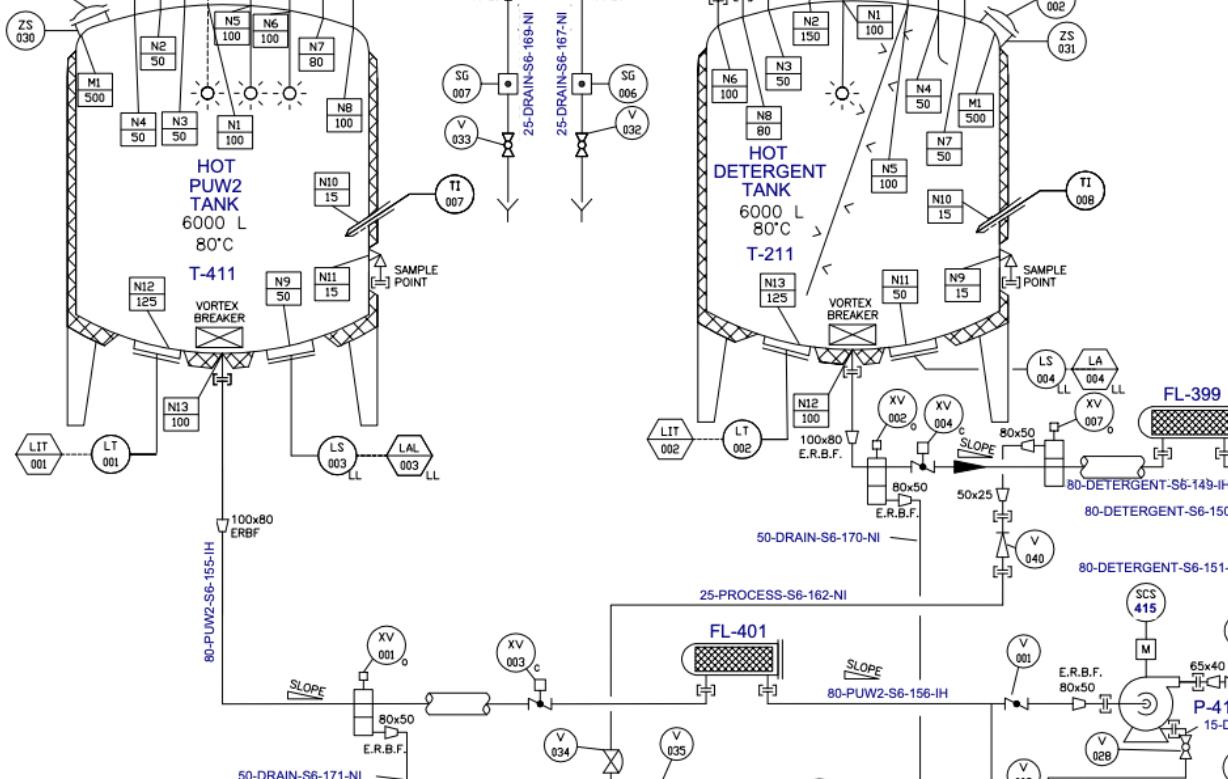 ZS
030
N2
50
N5
100
N6
100
N7
80
M1
500
N4
50
N3
50
N1
100
N8
100
HOT
PUW2
TANK
6000 L
80°C
T-411
N10
15
TI
007
N11
15
SAMPLE
POINT
N12
125
N9
50
VORTEX
BREAKER
N13
100
LIT
001
LT
001
LS
003
LL
LAL
003
LL
100x80
ERBF
80-PUW2-S6-155-IH
SG
007
V
033
25-DRAIN-S6-169-NI
25-DRAIN-S6-167-NI
SG
006
V
032
002
ZS
031
N2
150
N1
100
N6
100
N3
50
N8
80
N4
50
M1
500
N7
50
N5
100
HOT
DETERGENT
TANK
6000 L
80°C
T-211
N10
15
TI
008
N9
15
SAMPLE
POINT
N13
125
N11
50
VORTEX
BREAKER
N12
100
LIT
002
LT
002
LS
004
LL
LA
004
LL
100x80
E.R.B.F.
XV
002
O
XV
004
C
SLOPE
80x50
XV
007
O
FL-399
80x50
E.R.B.F.
50x25
80-DETERGENT-S6-149-IH
80-DETERGENT-S6-150
50-DRAIN-S6-170-NI
V
040
80-DETERGENT-S6-151-
25-PROCESS-S6-162-NI
SCS
415
M
FL-401
XV
001
O
XV
003
C
SLOPE
SLOPE
80-PUW2-S6-156-IH
V
001
E.R.B.F.
80x50
65x40
P-41
15-D
80x50
E.R.B.F.
50-DRAIN-S6-171-NI
V
034
V
035
V
028
V